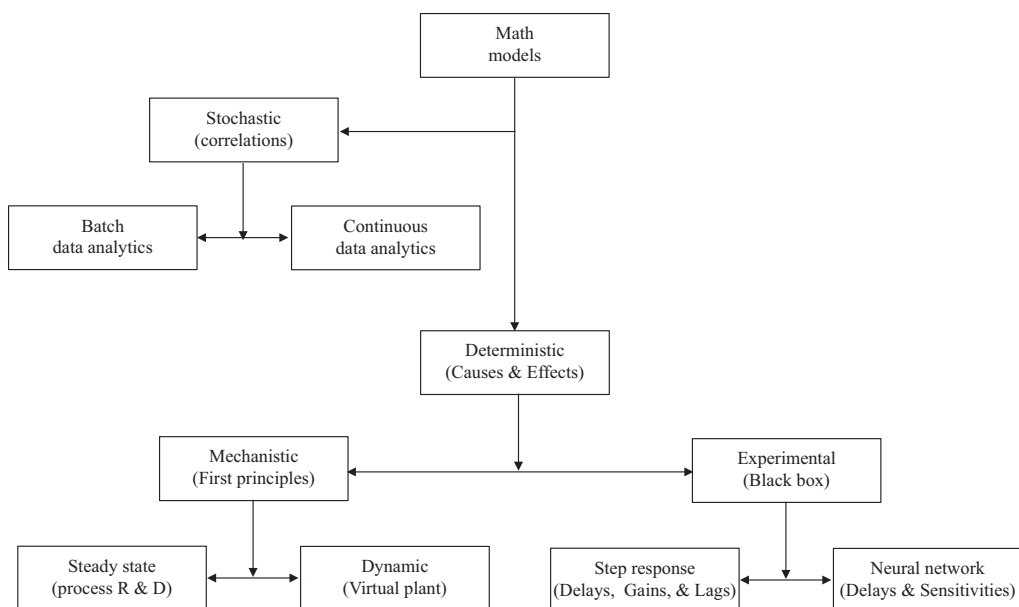 Math
models
Stochastic
(correlations)
Batch
data analytics
Continuous
data analytics
Deterministic
(Causes & Effects)
Mechanistic
(First principles)
Experimental
(Black box)
Steady state
(process R & D)
Dynamic
(Virtual plant)
Step response
(Delays, Gains, & Lags)
Neural network
(Delays & Sensitivities)